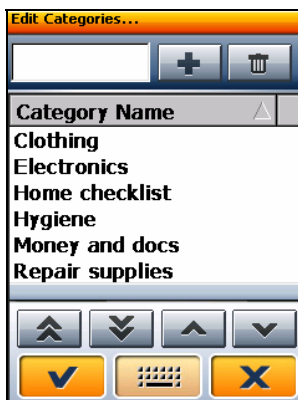 Edit Categories...
Category Name
Clothing
Electronics
Home checklist
Hygiene
Money and docs
Repair supplies